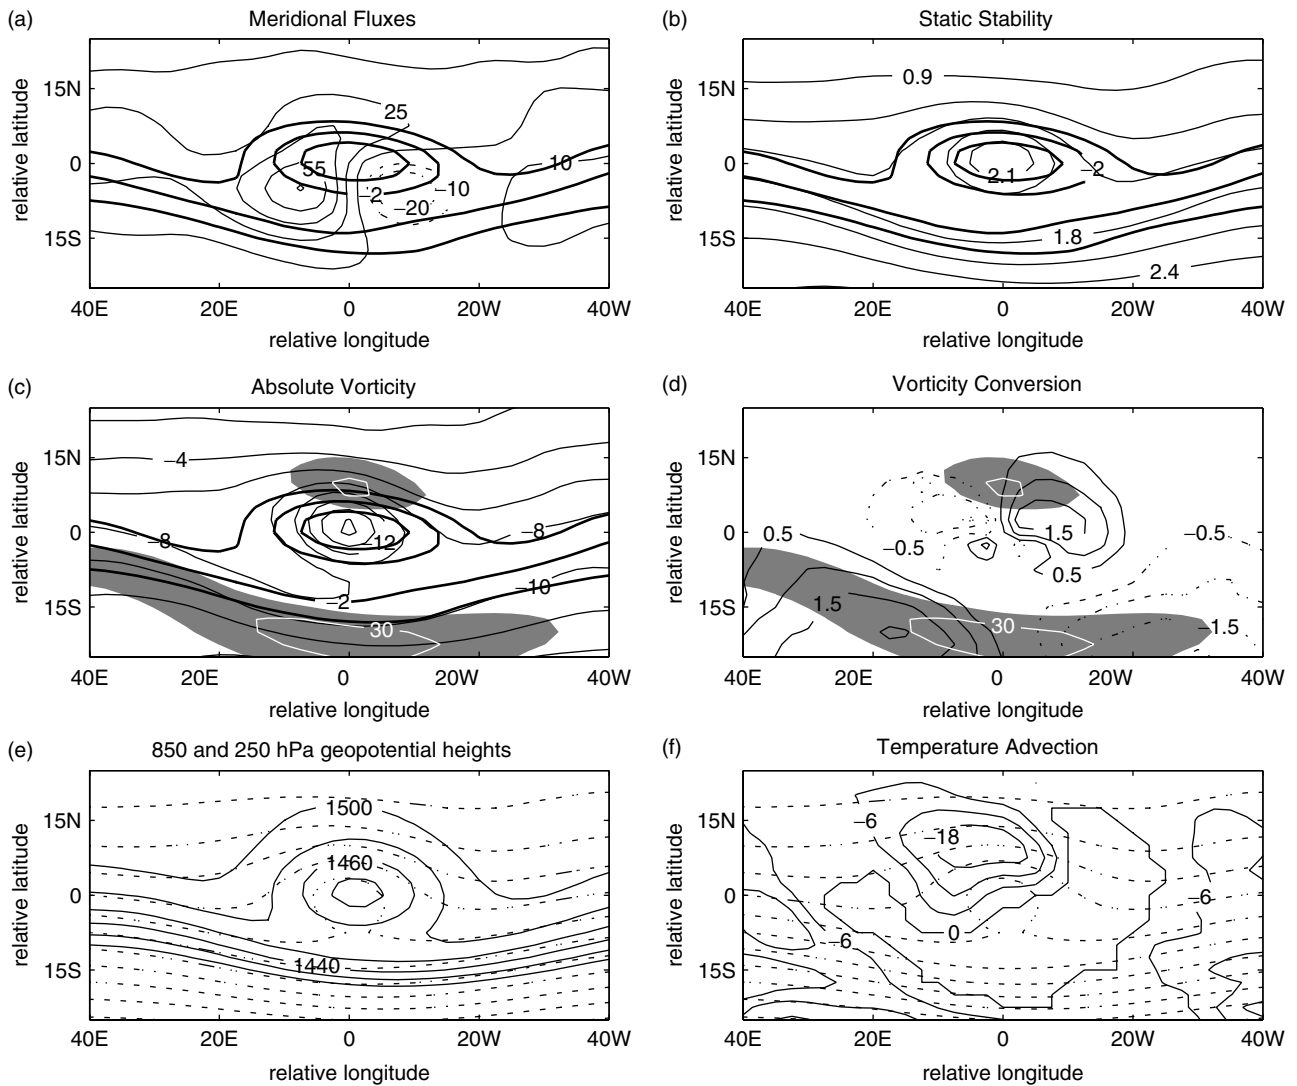 (a) Meridional Fluxes
relative latitude
15N
0
15S
25
55
10
−2
−10
−20
40E 20E 0 20W 40W
relative longitude
(b) Static Stability
relative latitude
15N
0
15S
0.9
2.1
−2
1.8
2.4
40E 20E 0 20W 40W
relative longitude
(c) Absolute Vorticity
relative latitude
15N
0
15S
−4
−8
−8
−12
−10
−2
30
40E 20E 0 20W 40W
relative longitude
(d) Vorticity Conversion
relative latitude
15N
0
15S
0.5
−0.5
1.5
−0.5
0.5
1.5
30
−1.5
40E 20E 0 20W 40W
relative longitude
(e) 850 and 250 hPa geopotential heights
relative latitude
15N
0
15S
1500
1460
1440
40E 20E 0 20W 40W
relative longitude
(f) Temperature Advection
relative latitude
15N
0
15S
−6
−18
−6
0
−6
40E 20E 0 20W 40W
relative longitude